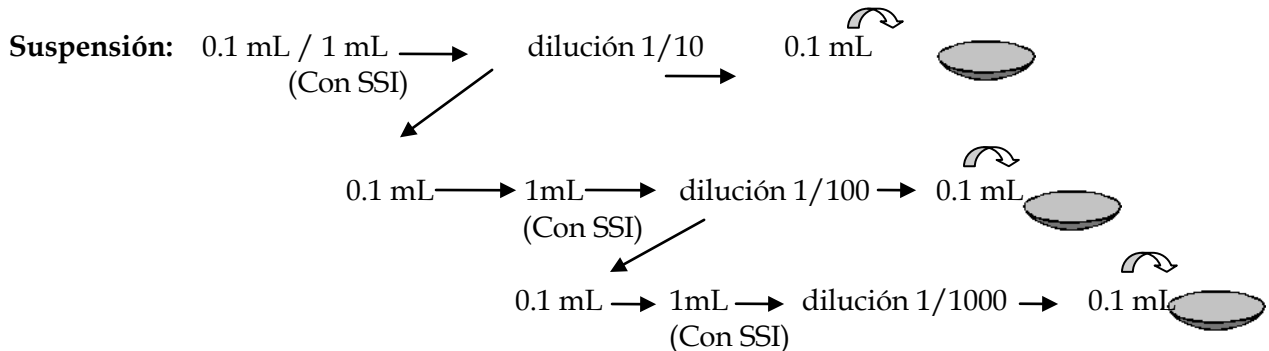 Suspensión: 0.1 mL / 1 mL dilución 1/10 0.1 mL
(Con SSI)
0.1 mL 1mL dilución 1/100 0.1 mL
(Con SSI)
0.1 mL 1mL dilución 1/1000 0.1 mL
(Con SSI)